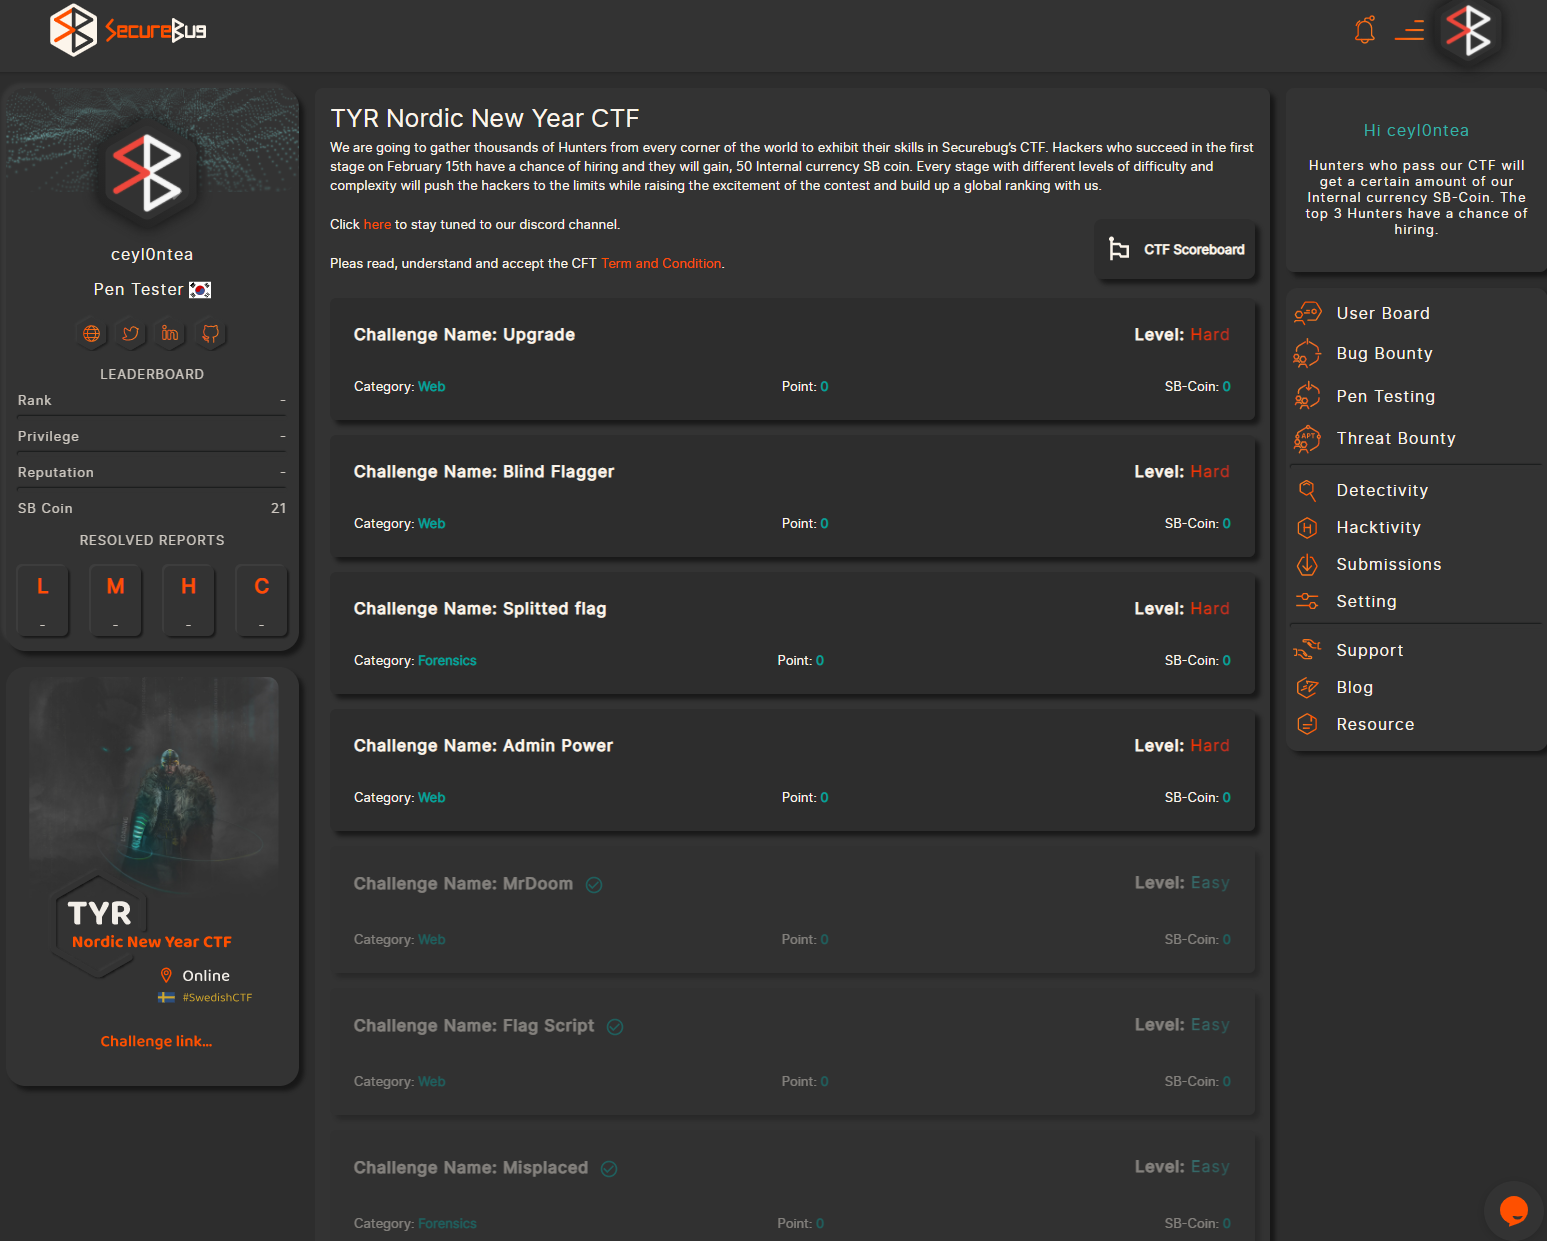 SecureBug
ceyl0ntea
Pen Tester
LEADERBOARD
Rank -
Privilege -
Reputation -
SB Coin 21
RESOLVED REPORTS
L M H C
- - - -
TYR
Nordic New Year CTF
Online
#SwedishCTF
Challenge link...
TYR Nordic New Year CTF
We are going to gather thousands of Hunters from every corner of the world to exhibit their skills in Securebug's CTF. Hackers who succeed in the first
stage on February 15th have a chance of hiring and they will gain, 50 Internal currency SB coin. Every stage with different levels of difficulty and
complexity will push the hackers to the limits while raising the excitement of the contest and build up a global ranking with us.
Click here to stay tuned to our discord channel.
CTF Scoreboard
Pleas read, understand and accept the CFT Term and Condition.
Challenge Name: Upgrade Level: Hard
Category: Web Point: 0 SB-Coin: 0
Challenge Name: Blind Flagger Level: Hard
Category: Web Point: 0 SB-Coin: 0
Challenge Name: Splitted flag Level: Hard
Category: Forensics Point: 0 SB-Coin: 0
Challenge Name: Admin Power Level: Hard
Category: Web Point: 0 SB-Coin: 0
Challenge Name: MrDoom Level: Easy
Category: Web Point: 0 SB-Coin: 0
Challenge Name: Flag Script Level: Easy
Category: Web Point: 0 SB-Coin: 0
Challenge Name: Misplaced Level: Easy
Category: Forensics Point: 0 SB-Coin: 0
Hi ceyl0ntea
Hunters who pass our CTF will
get a certain amount of our
Internal currency SB-Coin. The
top 3 Hunters have a chance of
hiring.
User Board
Bug Bounty
Pen Testing
APT Threat Bounty
Detectivity
H Hacktivity
Submissions
Setting
Support
Blog
Resource